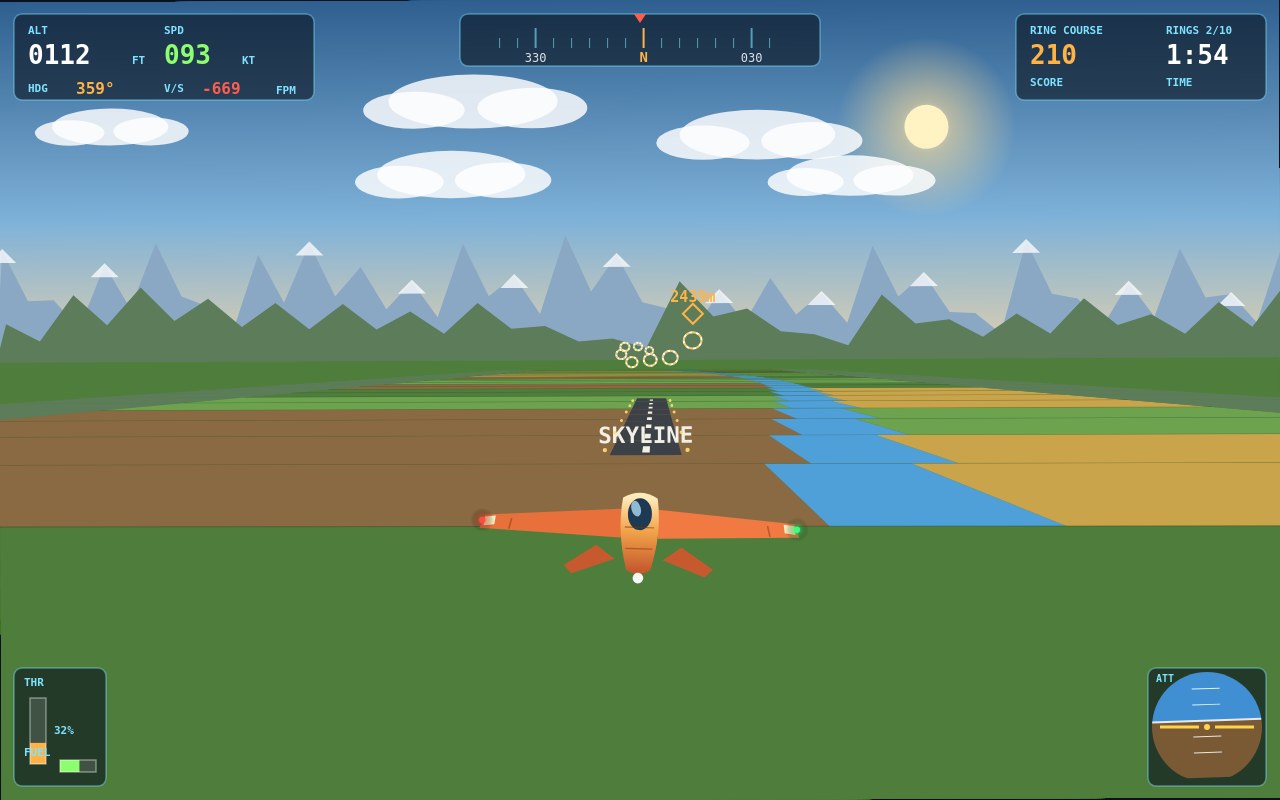 ALT
0112 FT
SPD
093 KT
HDG 359°
V/S -669 FPM
330 N 030
RING COURSE
210
SCORE
RINGS 2/10
1:54
TIME
SKYLINE
THR
32%
FUEL
ATT